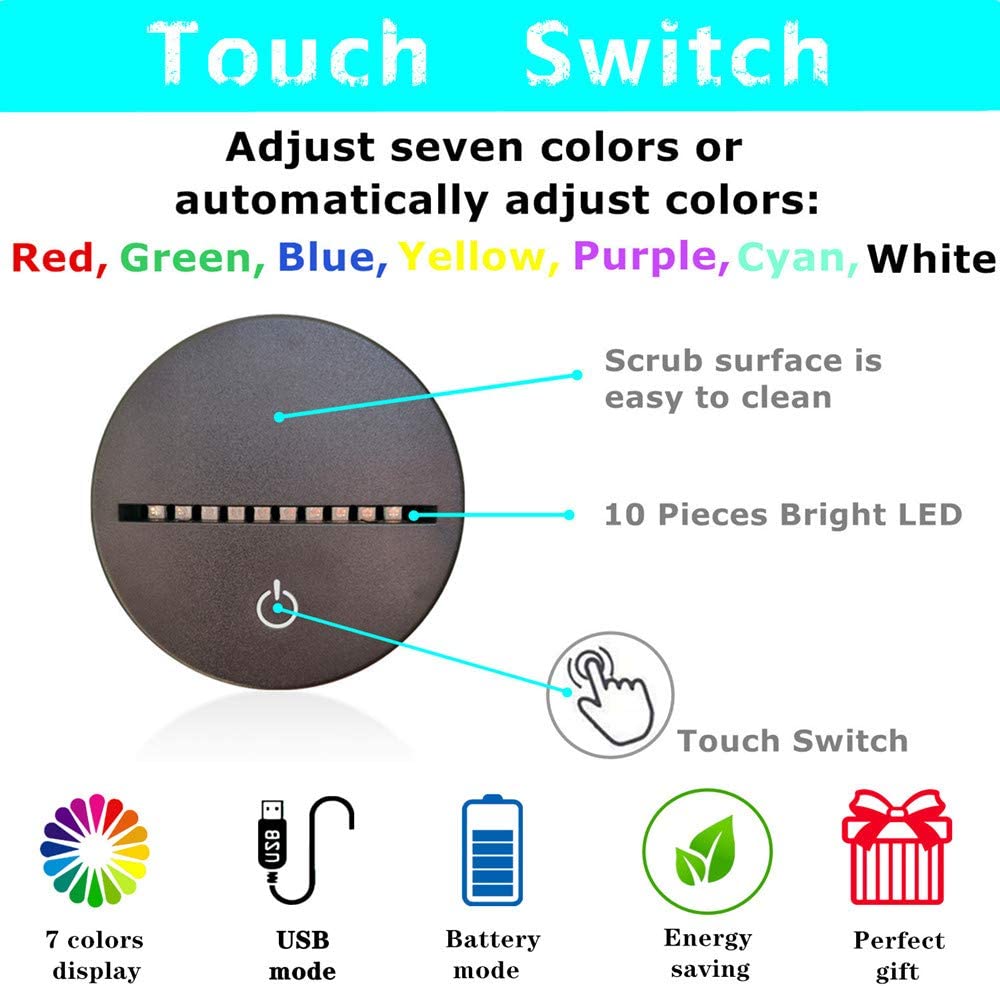 Touch Switch
Adjust seven colors or
automatically adjust colors:
Red, Green, Blue, Yellow, Purple, Cyan, White
Scrub surface is
easy to clean
10 Pieces Bright LED
Touch Switch
USB
7 colors
display
USB
mode
Battery
mode
Energy
saving
Perfect
gift